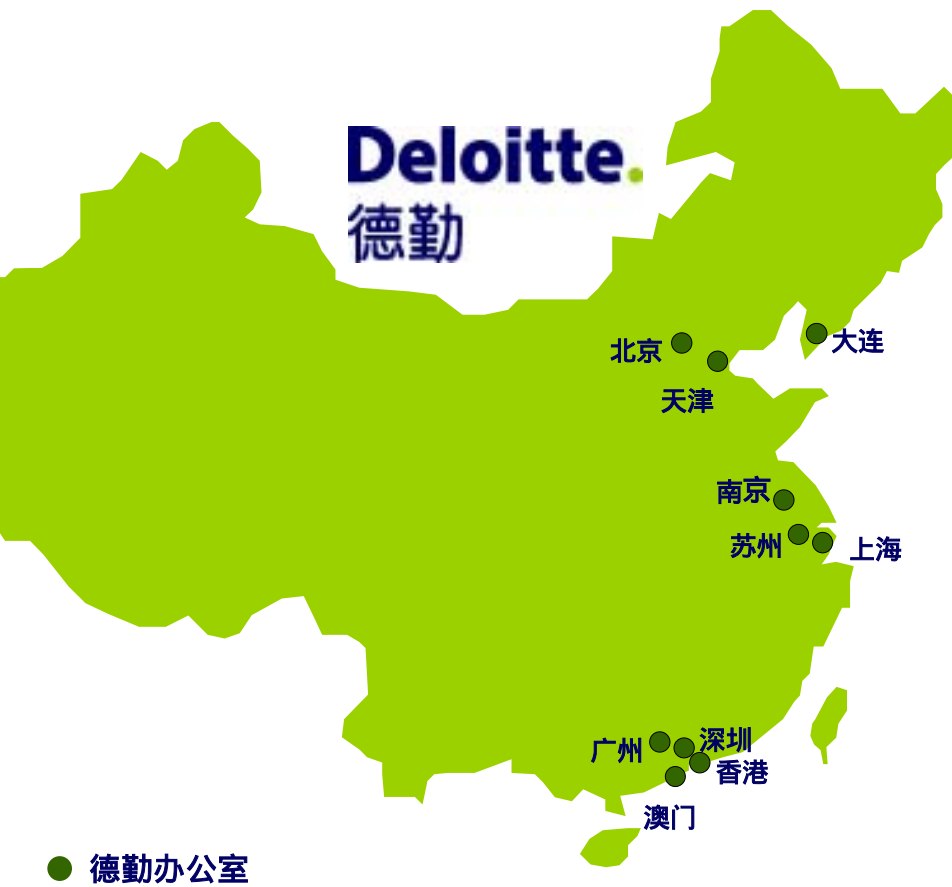 Deloitte.
德勤
大连
北京
天津
南京
苏州
上海
深圳
广州
香港
澳门
德勤办公室